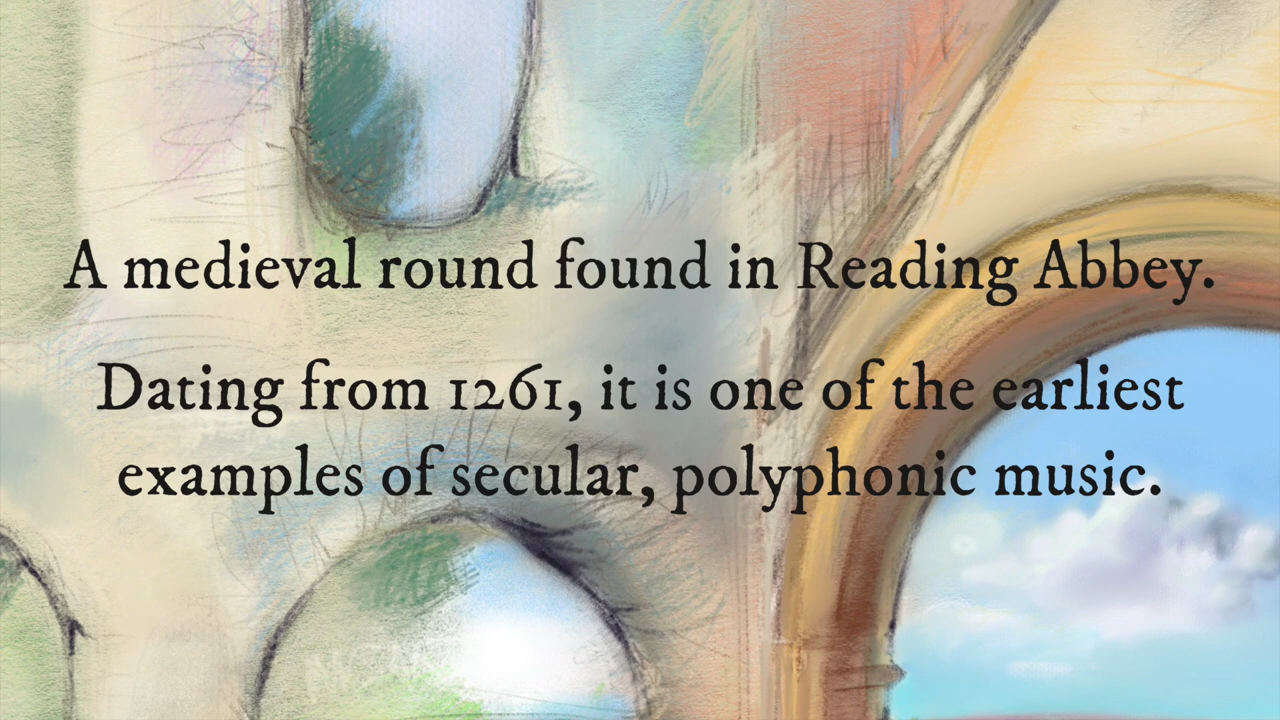 A medieval round found in Reading Abbey.
Dating from 1261, it is one of the earliest
examples of secular, polyphonic music.